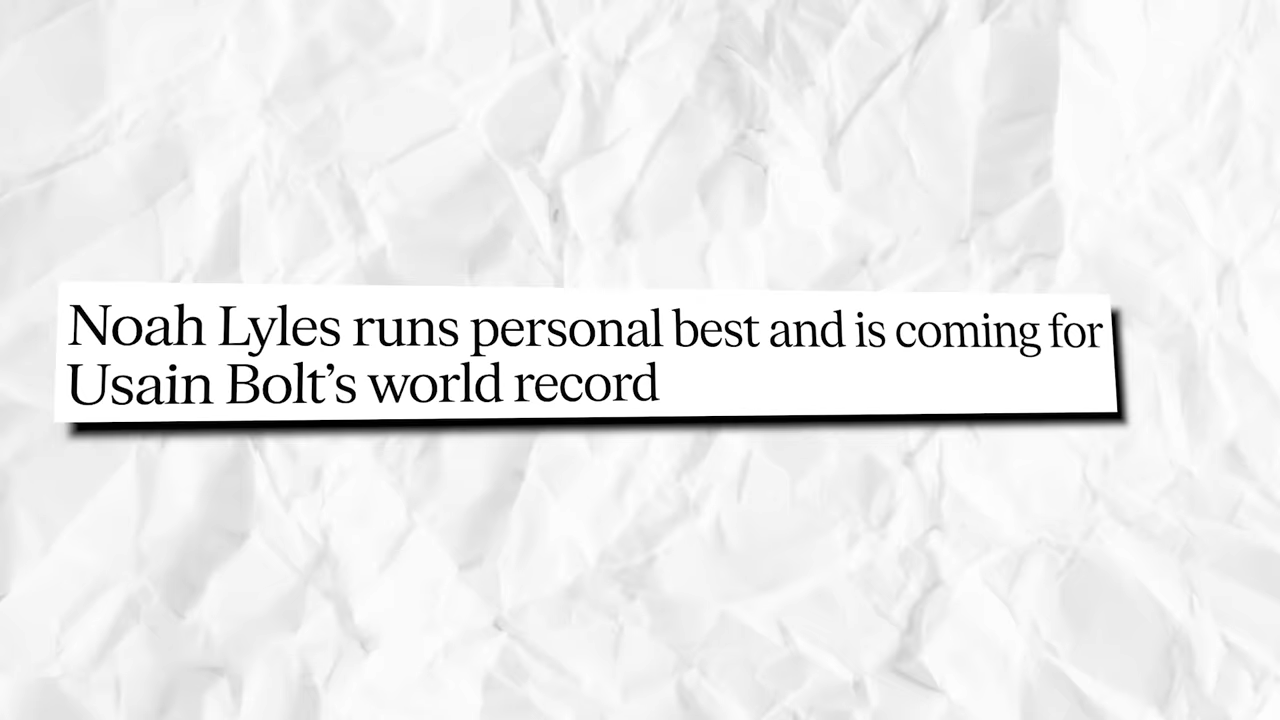 Noah Lyles runs personal best and is coming for
Usain Bolt’s world record